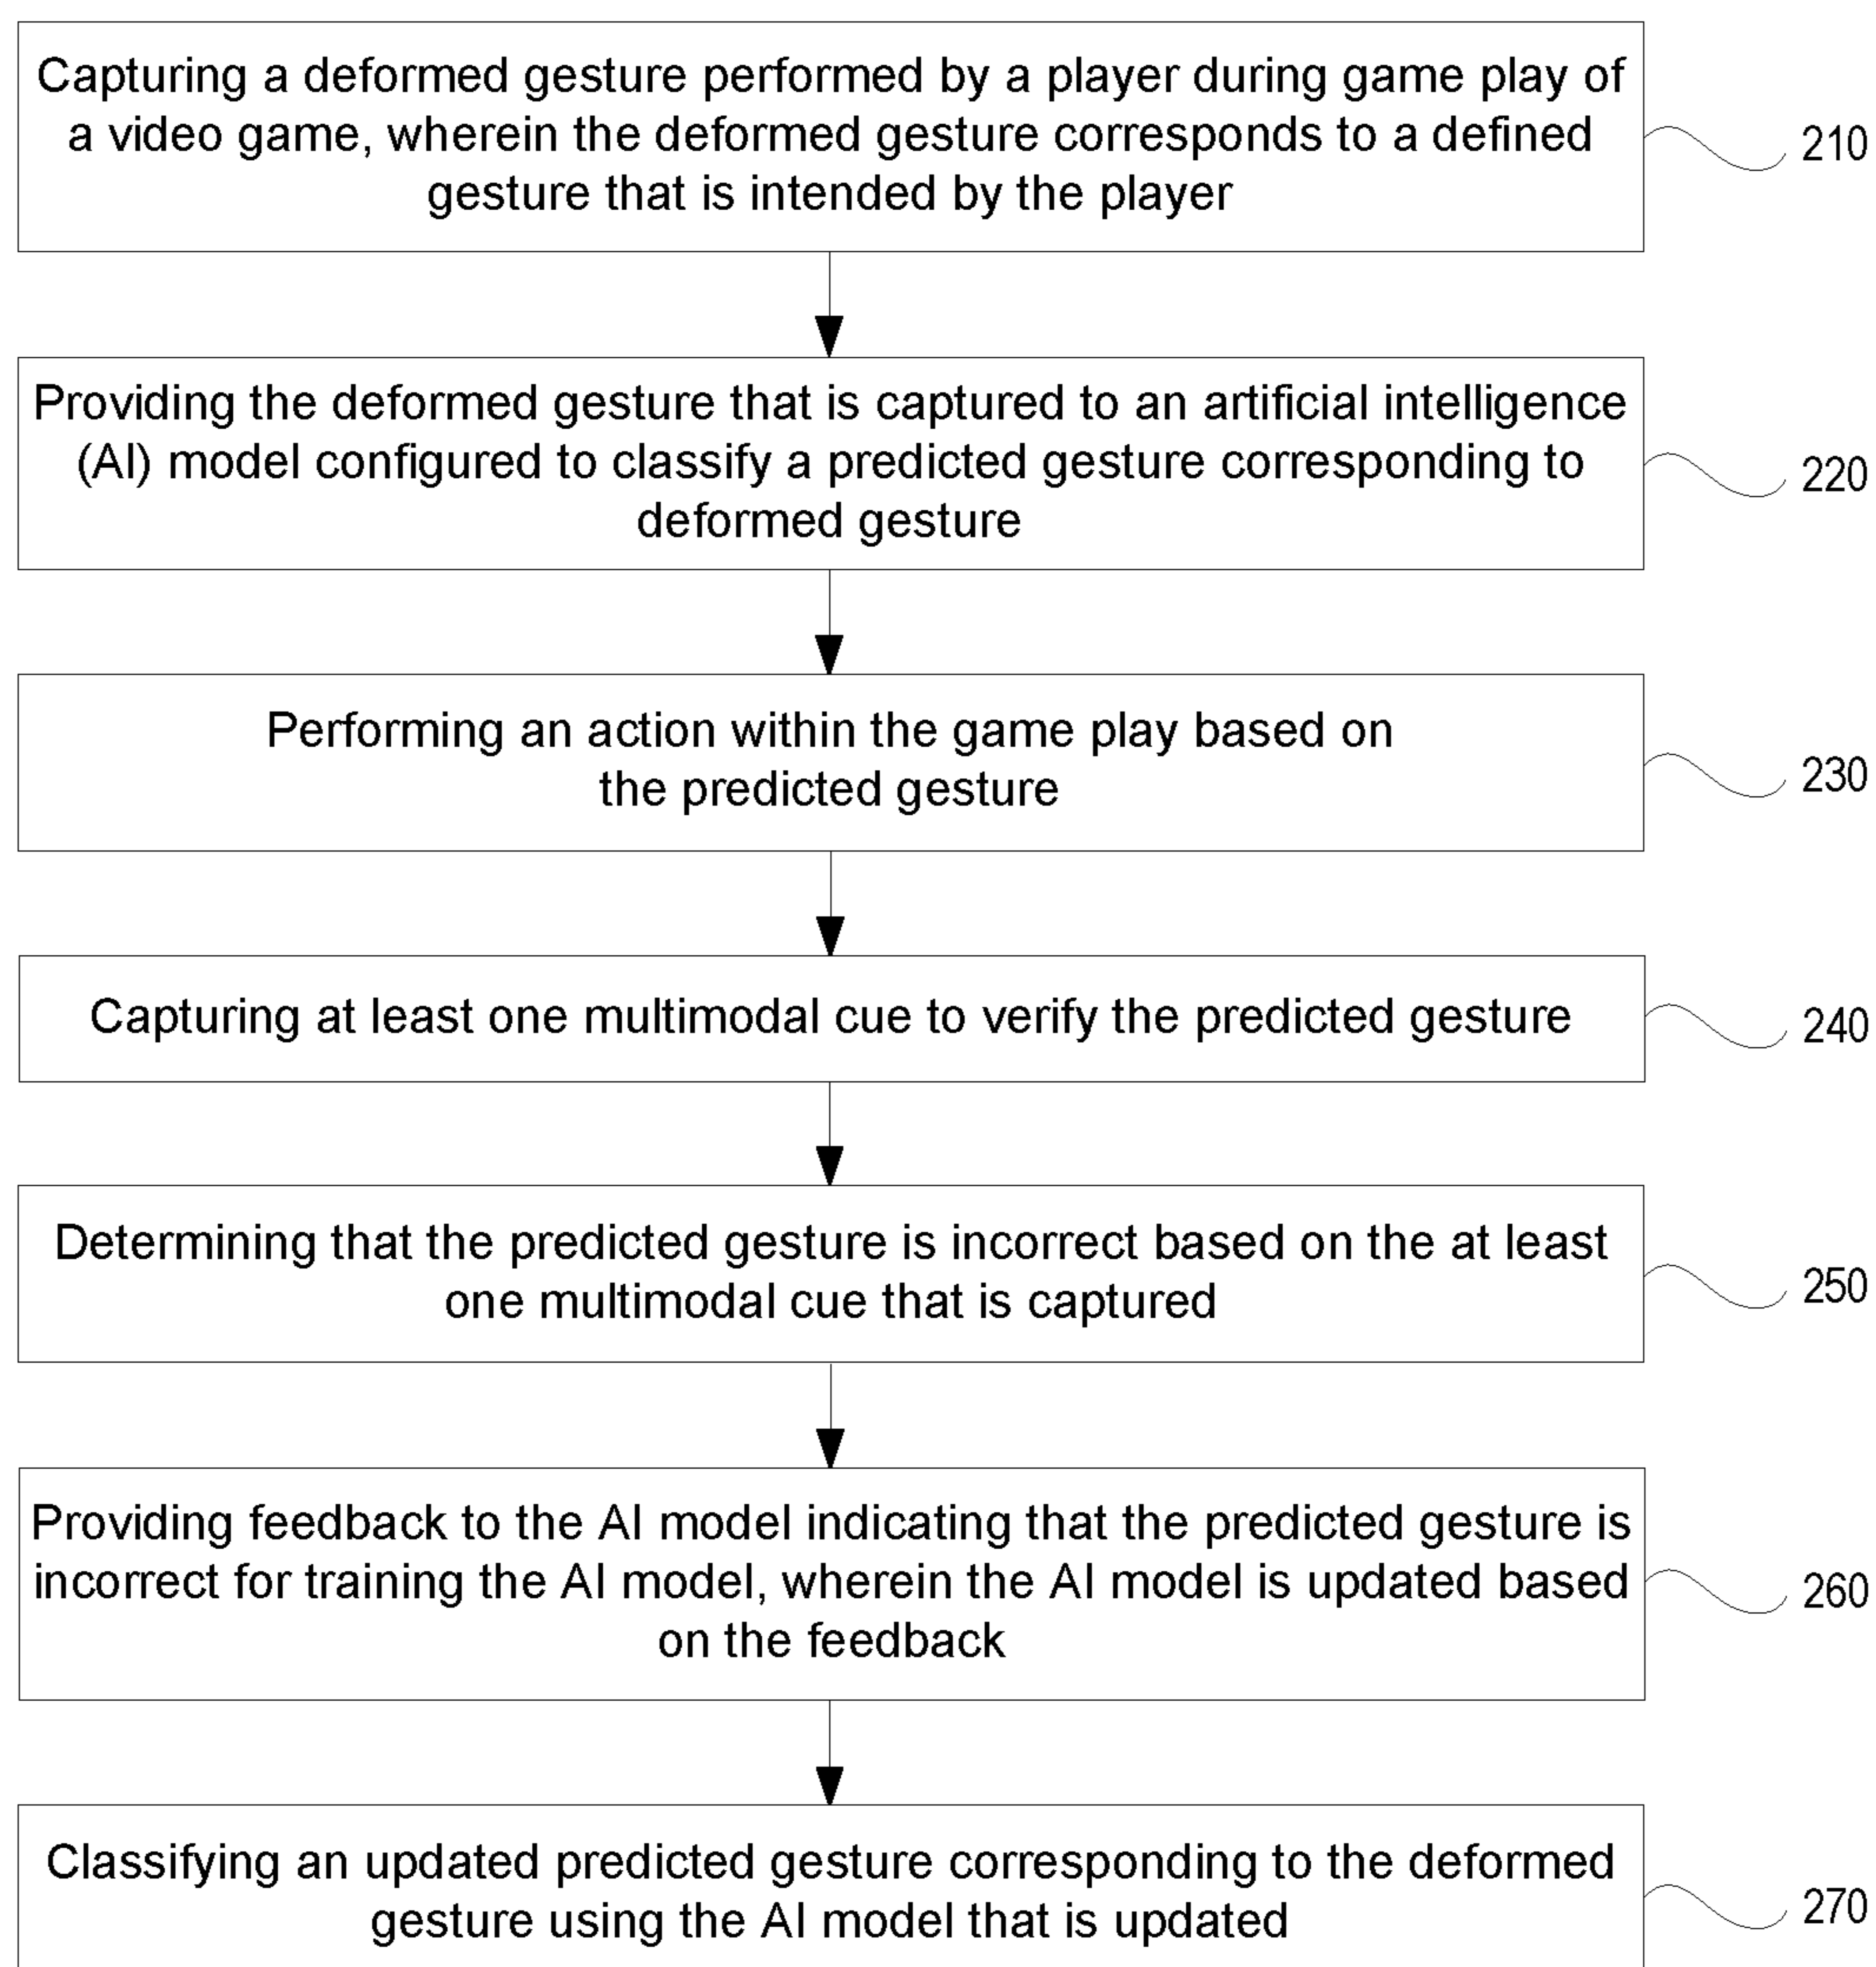 Capturing a deformed gesture performed by a player during game play of
a video game, wherein the deformed gesture corresponds to a defined
gesture that is intended by the player
210
Providing the deformed gesture that is captured to an artificial intelligence
(AI) model configured to classify a predicted gesture corresponding to
deformed gesture
220
Performing an action within the game play based on
the predicted gesture
230
Capturing at least one multimodal cue to verify the predicted gesture
240
Determining that the predicted gesture is incorrect based on the at least
one multimodal cue that is captured
250
Providing feedback to the AI model indicating that the predicted gesture is
incorrect for training the AI model, wherein the AI model is updated based
on the feedback
260
Classifying an updated predicted gesture corresponding to the deformed
gesture using the AI model that is updated
270